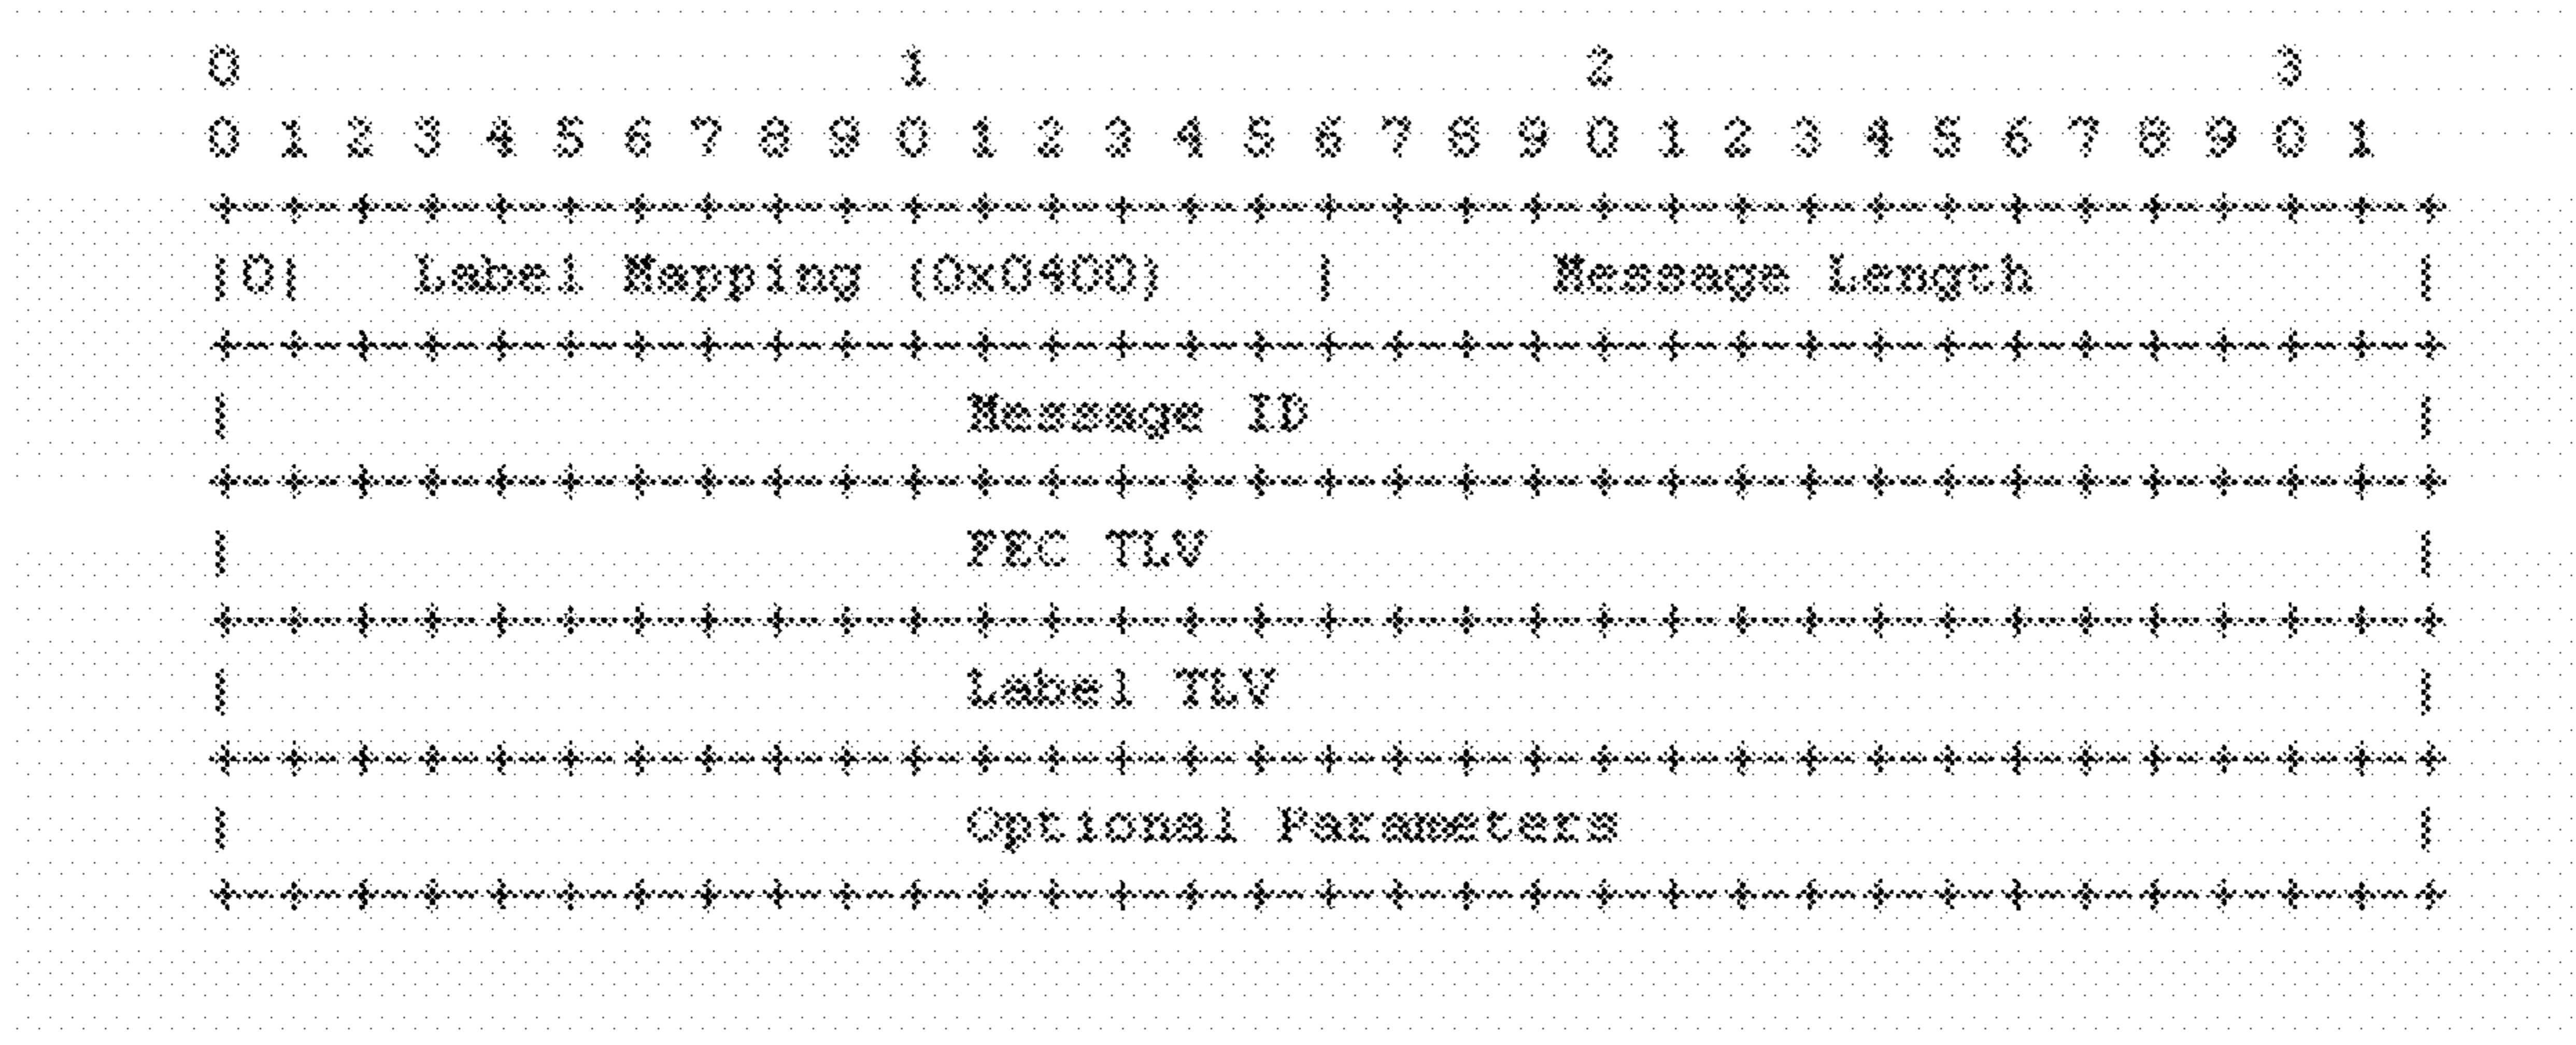 0                   1                   2                   3
0 1 2 3 4 5 6 7 8 9 0 1 2 3 4 5 6 7 8 9 0 1 2 3 4 5 6 7 8 9 0 1
+-+-+-+-+-+-+-+-+-+-+-+-+-+-+-+-+-+-+-+-+-+-+-+-+-+-+-+-+-+-+-+-+
|0|   Label Mapping (0x0400)    |      Message Length           |
+-+-+-+-+-+-+-+-+-+-+-+-+-+-+-+-+-+-+-+-+-+-+-+-+-+-+-+-+-+-+-+-+
|                     Message ID                                |
+-+-+-+-+-+-+-+-+-+-+-+-+-+-+-+-+-+-+-+-+-+-+-+-+-+-+-+-+-+-+-+-+
|                     FEC TLV                                   |
+-+-+-+-+-+-+-+-+-+-+-+-+-+-+-+-+-+-+-+-+-+-+-+-+-+-+-+-+-+-+-+-+
|                     Label TLV                                 |
+-+-+-+-+-+-+-+-+-+-+-+-+-+-+-+-+-+-+-+-+-+-+-+-+-+-+-+-+-+-+-+-+
|                     Optional Parameters                       |
+-+-+-+-+-+-+-+-+-+-+-+-+-+-+-+-+-+-+-+-+-+-+-+-+-+-+-+-+-+-+-+-+